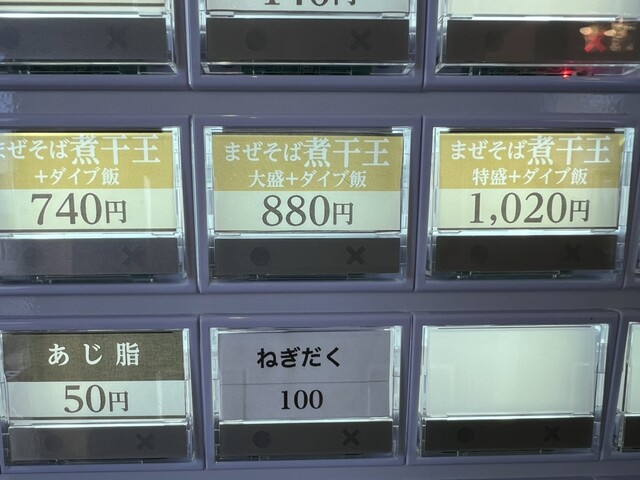 まぜそば煮干王
+ダイブ飯
740円
まぜそば煮干王
大盛+ダイブ飯
880円
まぜそば煮干王
特盛+ダイブ飯
1,020円
あじ脂
50円
ねぎだく
100